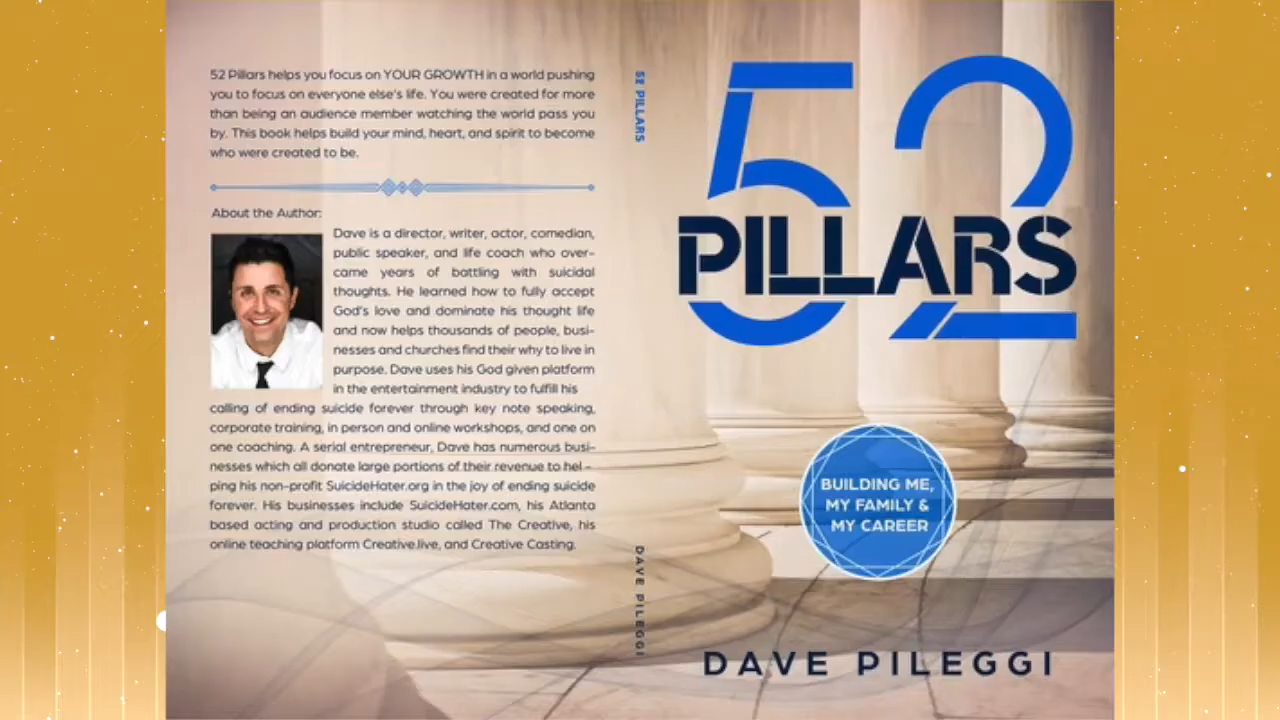 52 Pillars helps you focus on YOUR GROWTH in a world pushing
you to focus on everyone else's life. You were created for more
than being an audience member watching the world pass you
by. This book helps build your mind, heart, and spirit to become
who were created to be.
About the Author:
Dave is a director, writer, actor, comedian,
public speaker, and life coach who over-
came years of battling with suicidal
thoughts. He learned how to fully accept
God's love and dominate his thought life
and now helps thousands of people, busi-
nesses and churches find their why to live in
purpose. Dave uses his God given platform
in the entertainment industry to fulfill his
calling of ending suicide forever through key note speaking,
corporate training, in person and online workshops, and one on
one coaching. A serial entrepreneur, Dave has numerous busi-
nesses which all donate large portions of their revenue to hel -
ping his non-profit SuicideHater.org in the joy of ending suicide
forever. His businesses include SuicideHater.com, his Atlanta
based acting and production studio called The Creative, his
online teaching platform Creative.live, and Creative Casting.
52 PILLARS
DAVE PILEGGI
52
PILLARS
BUILDING ME,
MY FAMILY &
MY CAREER
DAVE PILEGGI